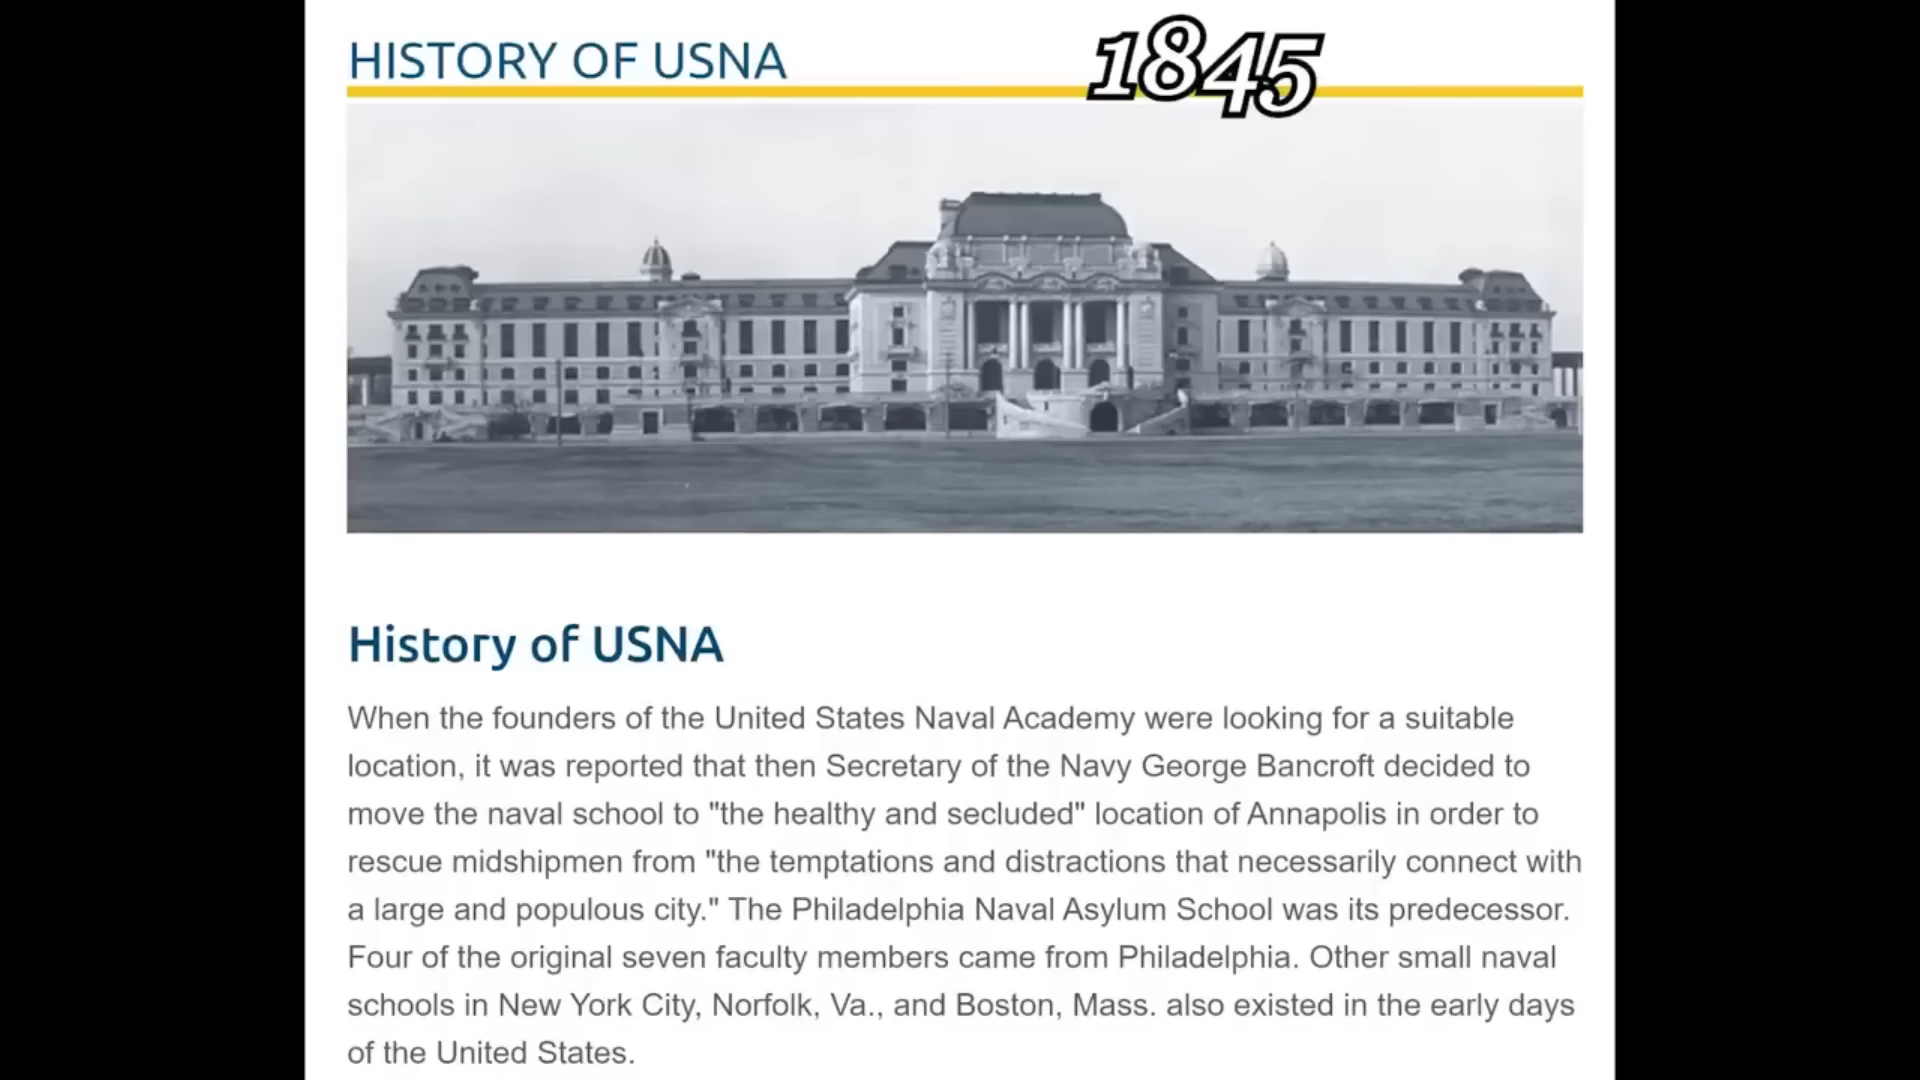 HISTORY OF USNA
1845
History of USNA
When the founders of the United States Naval Academy were looking for a suitable
location, it was reported that then Secretary of the Navy George Bancroft decided to
move the naval school to "the healthy and secluded" location of Annapolis in order to
rescue midshipmen from "the temptations and distractions that necessarily connect with
a large and populous city." The Philadelphia Naval Asylum School was its predecessor.
Four of the original seven faculty members came from Philadelphia. Other small naval
schools in New York City, Norfolk, Va., and Boston, Mass. also existed in the early days
of the United States.